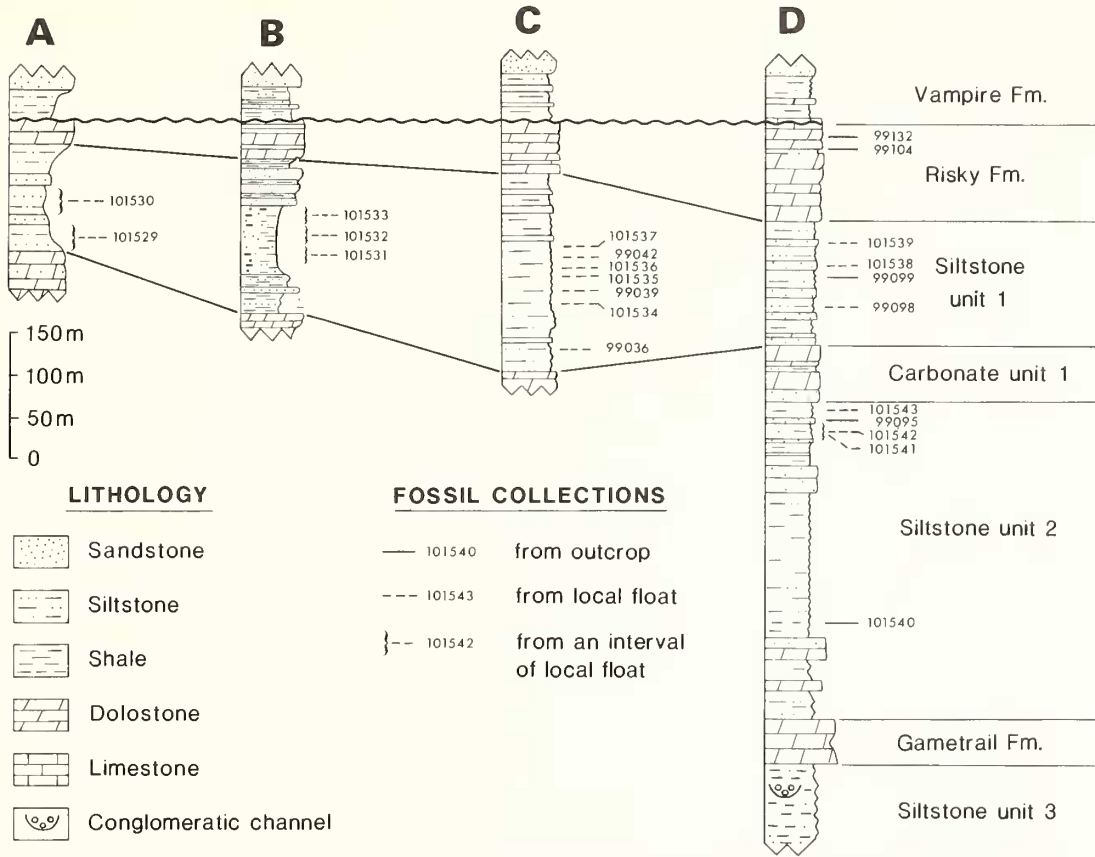 A
B
C
D
Vampire Fm.
99132
99104
Risky Fm.
101530
101529
101533
101532
101531
101537
99042
101536
101535
99039
101534
99036
101539
101538
99099
99098
Siltstone
unit 1
Carbonate unit 1
101543
99095
101542
101541
Siltstone unit 2
101540
Gametrail Fm.
Siltstone unit 3
150m
100m
50m
0
LITHOLOGY
Sandstone
Siltstone
Shale
Dolostone
Limestone
Conglomeratic channel
FOSSIL COLLECTIONS
101540 from outcrop
101543 from local float
101542 from an interval
of local float